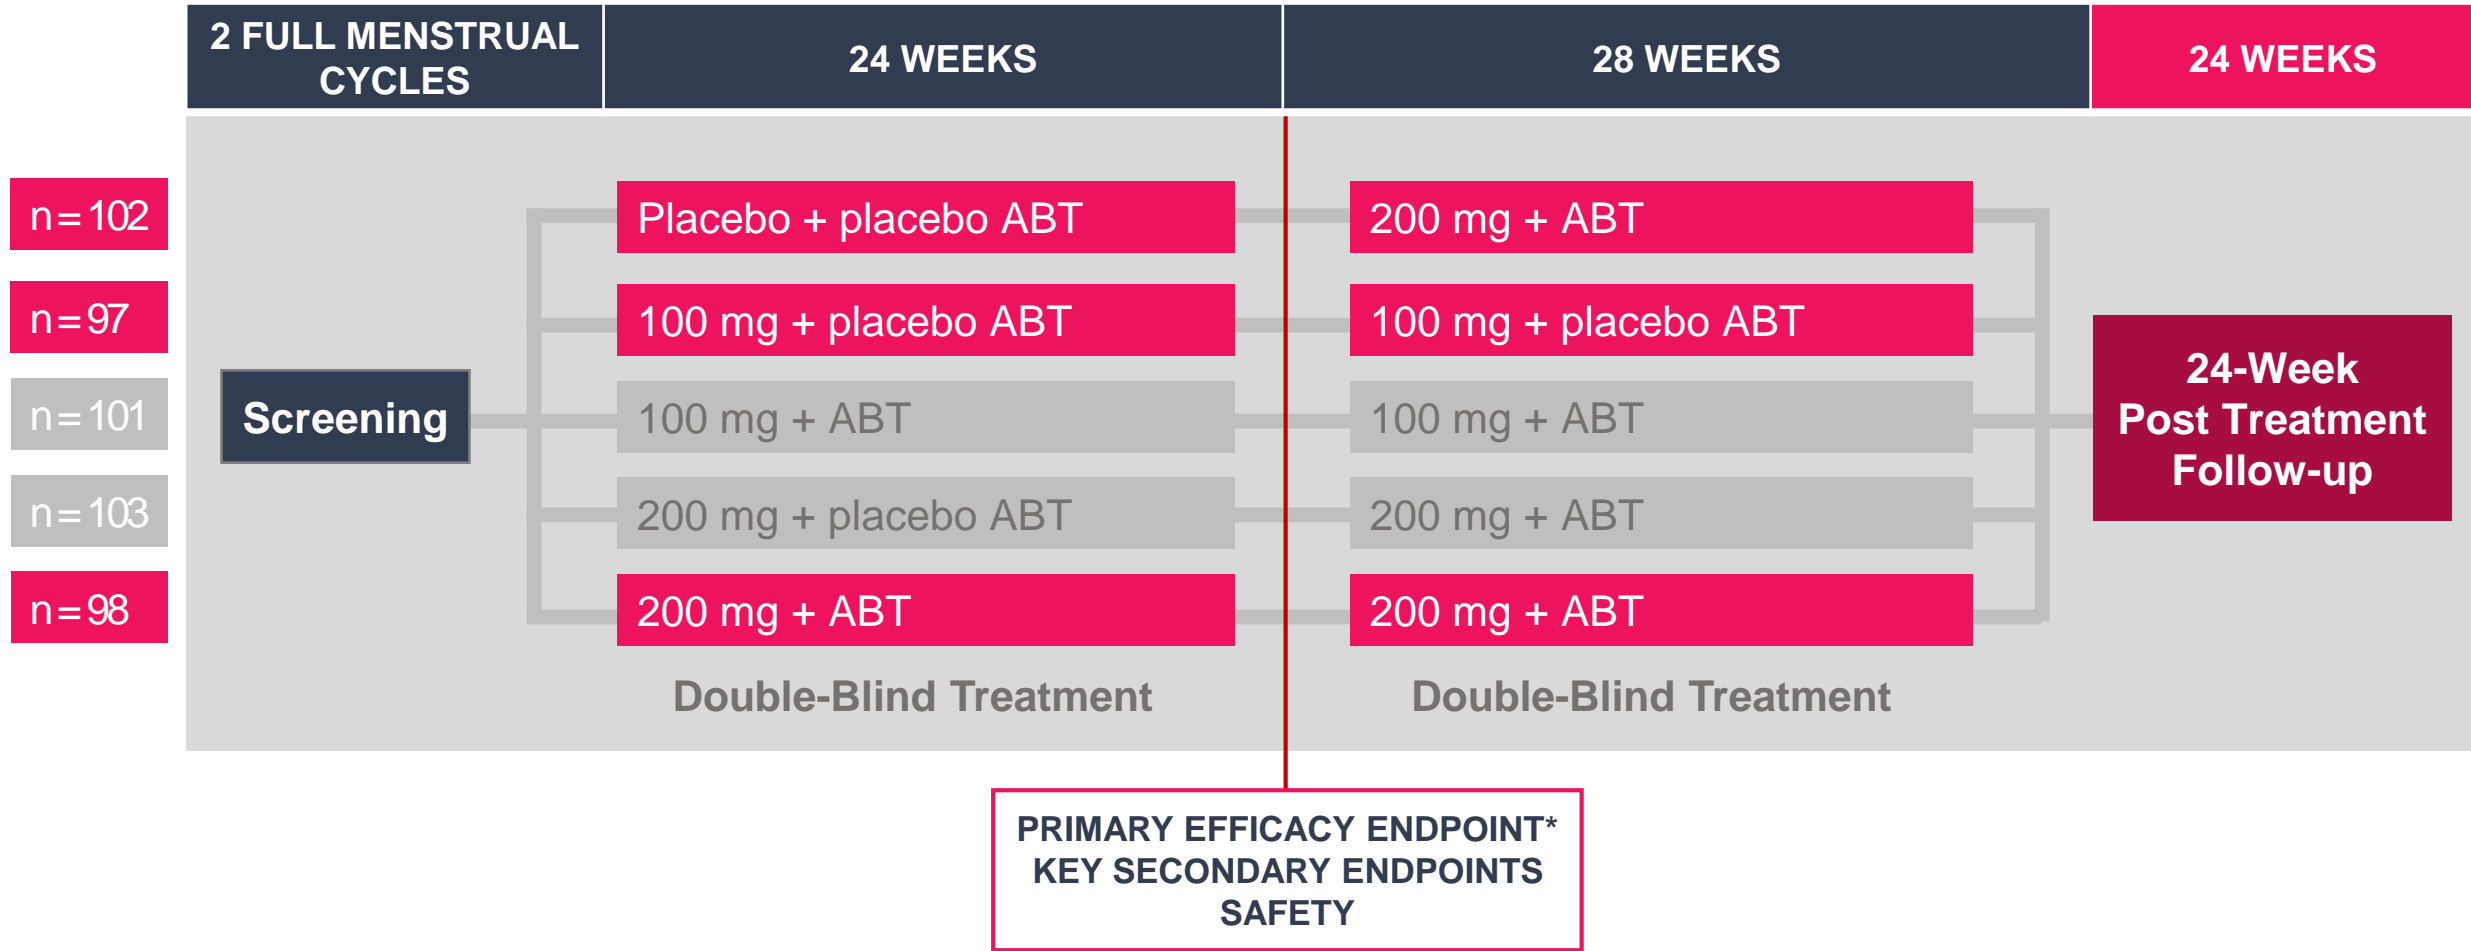 2 FULL MENSTRUAL
CYCLES
24 WEEKS
28 WEEKS
24 WEEKS
n=102
Placebo + placebo ABT
200 mg + ABT
n=97
100 mg + placebo ABT
100 mg + placebo ABT
n=101
Screening
100 mg + ABT
100 mg + ABT
24-Week
Post Treatment
Follow-up
n=103
200 mg + placebo ABT
200 mg + ABT
n=98
200 mg + ABT
200 mg + ABT
Double-Blind Treatment
Double-Blind Treatment
PRIMARY EFFICACY ENDPOINT*
KEY SECONDARY ENDPOINTS
SAFETY